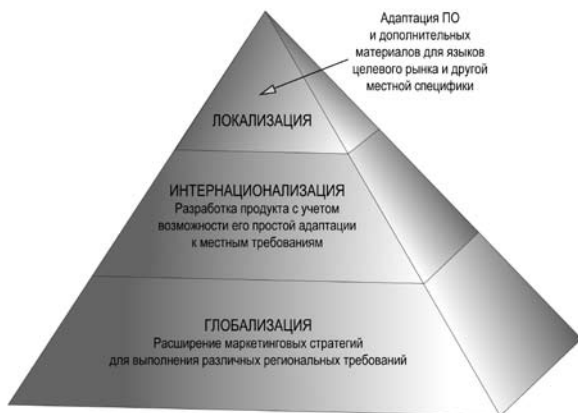 Адаптация ПО
и дополнительных
материалов для языков
целевого рынка и другой
местной специфики
ЛОКАЛИЗАЦИЯ
ИНТЕРНАЦИОНАЛИЗАЦИЯ
Разработка продукта с учетом
возможности его простой адаптации
к местным требованиям
ГЛОБАЛИЗАЦИЯ
Расширение маркетинговых стратегий
для выполнения различных региональных требований